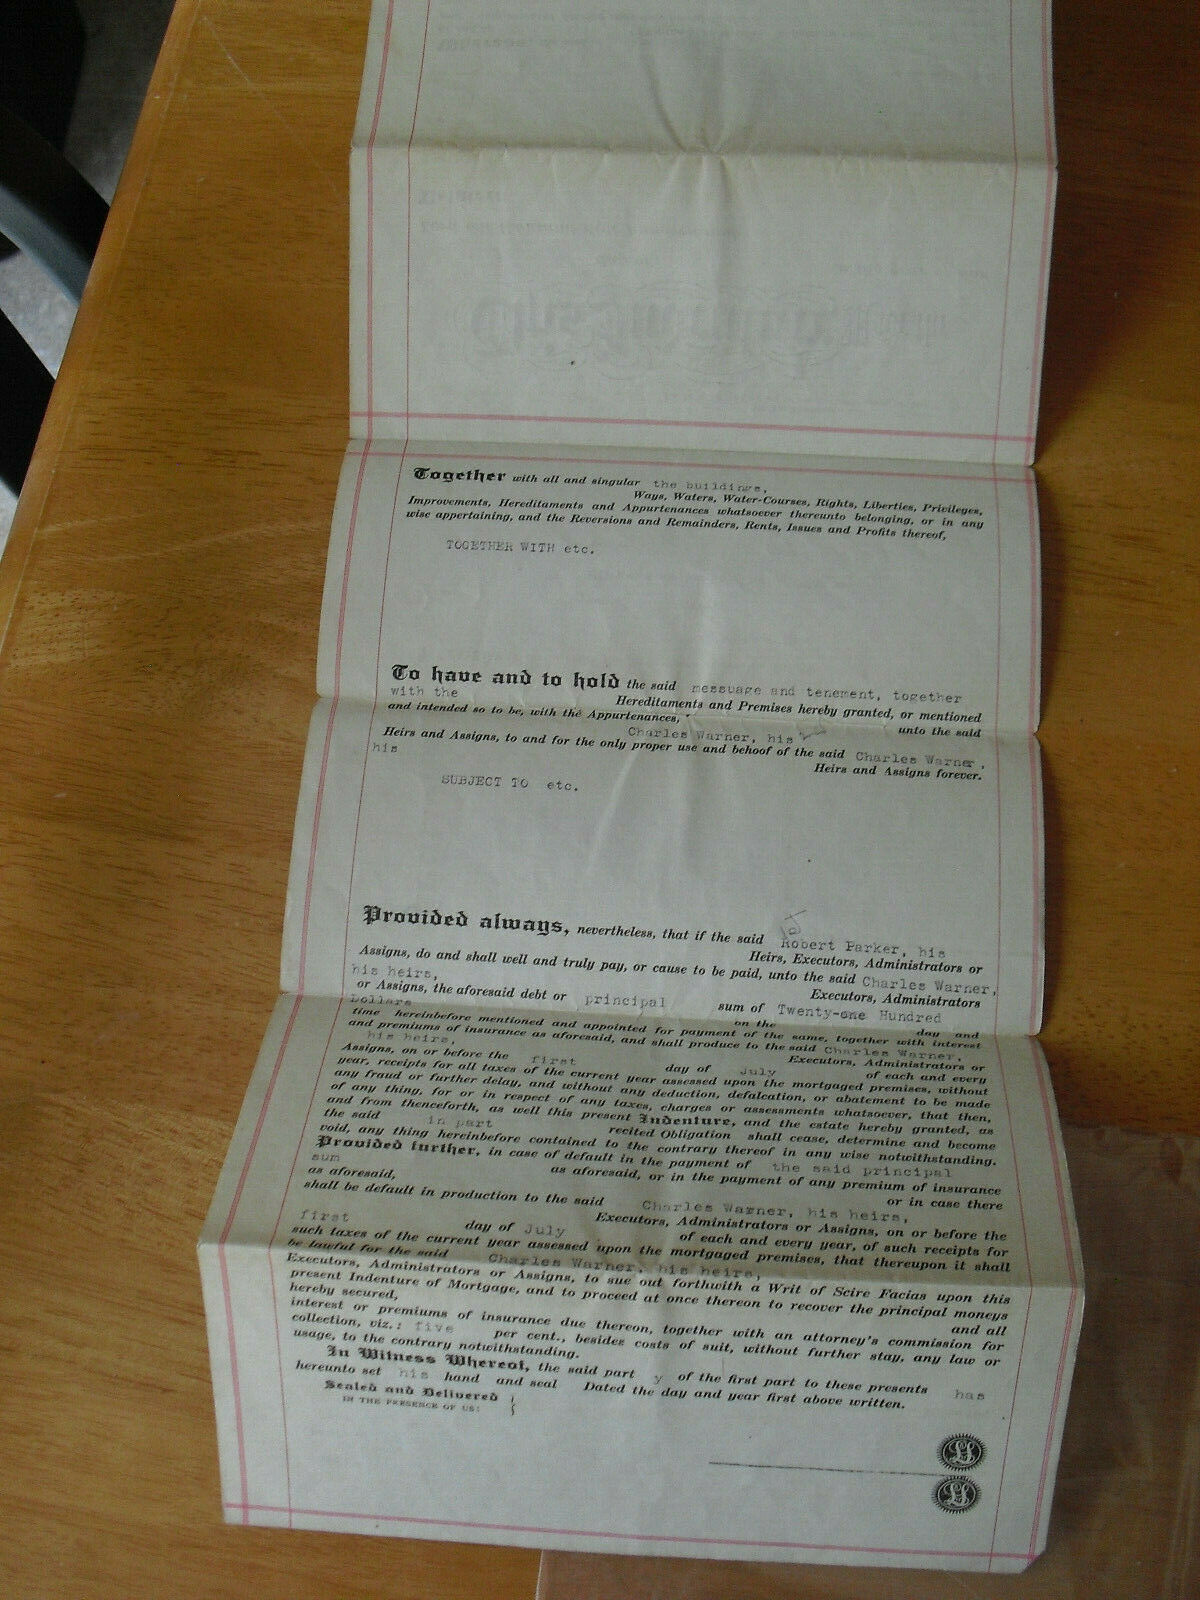 Together with all and singular the buildings,
Ways, Waters, Water-Courses, Rights, Liberties, Privileges,
Improvements, Hereditaments and Appurtenances whatsoever thereunto belonging, or in any
wise appertaining, and the Reversions and Remainders, Rents, Issues and Profits thereof,
TOGETHER WITH etc.
To have and to hold the said messuage and tenement, together
with the Hereditaments and Premises hereby granted, or mentioned
and intended so to be, with the Appurtenances, unto the said
Charles Warner, his
Heirs and Assigns, to and for the only proper use and behoof of the said Charles Warner,
his Heirs and Assigns forever.
SUBJECT TO etc.
Provided always, nevertheless, that if the said Robert Parker, his
Heirs, Executors, Administrators or
Assigns, do and shall well and truly pay, or cause to be paid, unto the said Charles Warner,
his heirs, Executors, Administrators
or Assigns, the aforesaid debt or principal sum of Twenty-one Hundred
Dollars on the day and
time hereinbefore mentioned and appointed for payment of the same, together with interest
and premiums of insurance as aforesaid, and shall produce to the said Charles Warner,
his heirs, Executors, Administrators or
Assigns, on or before the first day of July of each and every
year, receipts for all taxes of the current year assessed upon the mortgaged premises, without
any fraud or further delay, and without any deduction, defalcation, or abatement to be made
of any thing, for or in respect of any taxes, charges or assessments whatsoever, that then,
and from thenceforth, as well this present Indenture, and the estate hereby granted, as
the said in part recited Obligation shall cease, determine and become
void, any thing hereinbefore contained to the contrary thereof in any wise notwithstanding.
Provided further, in case of default in the payment of the said principal
sum as aforesaid, or in the payment of any premium of insurance
as aforesaid, or in case there
shall be default in production to the said Charles Warner, his heirs,
Executors, Administrators or Assigns, on or before the
first day of July of each and every year, of such receipts for
such taxes of the current year assessed upon the mortgaged premises, that thereupon it shall
be lawful for the said Charles Warner, his heirs,
Executors, Administrators or Assigns, to sue out forthwith a Writ of Scire Facias upon this
present Indenture of Mortgage, and to proceed at once thereon to recover the principal moneys
hereby secured, and all
interest or premiums of insurance due thereon, together with an attorney's commission for
collection, viz.: five per cent., besides costs of suit, without further stay, any law or
usage, to the contrary notwithstanding.
In Witness Whereof, the said part y of the first part to these presents has
hereunto set his hand and seal Dated the day and year first above written.
Sealed and Delivered
IN THE PRESENCE OF US:
LS
LS